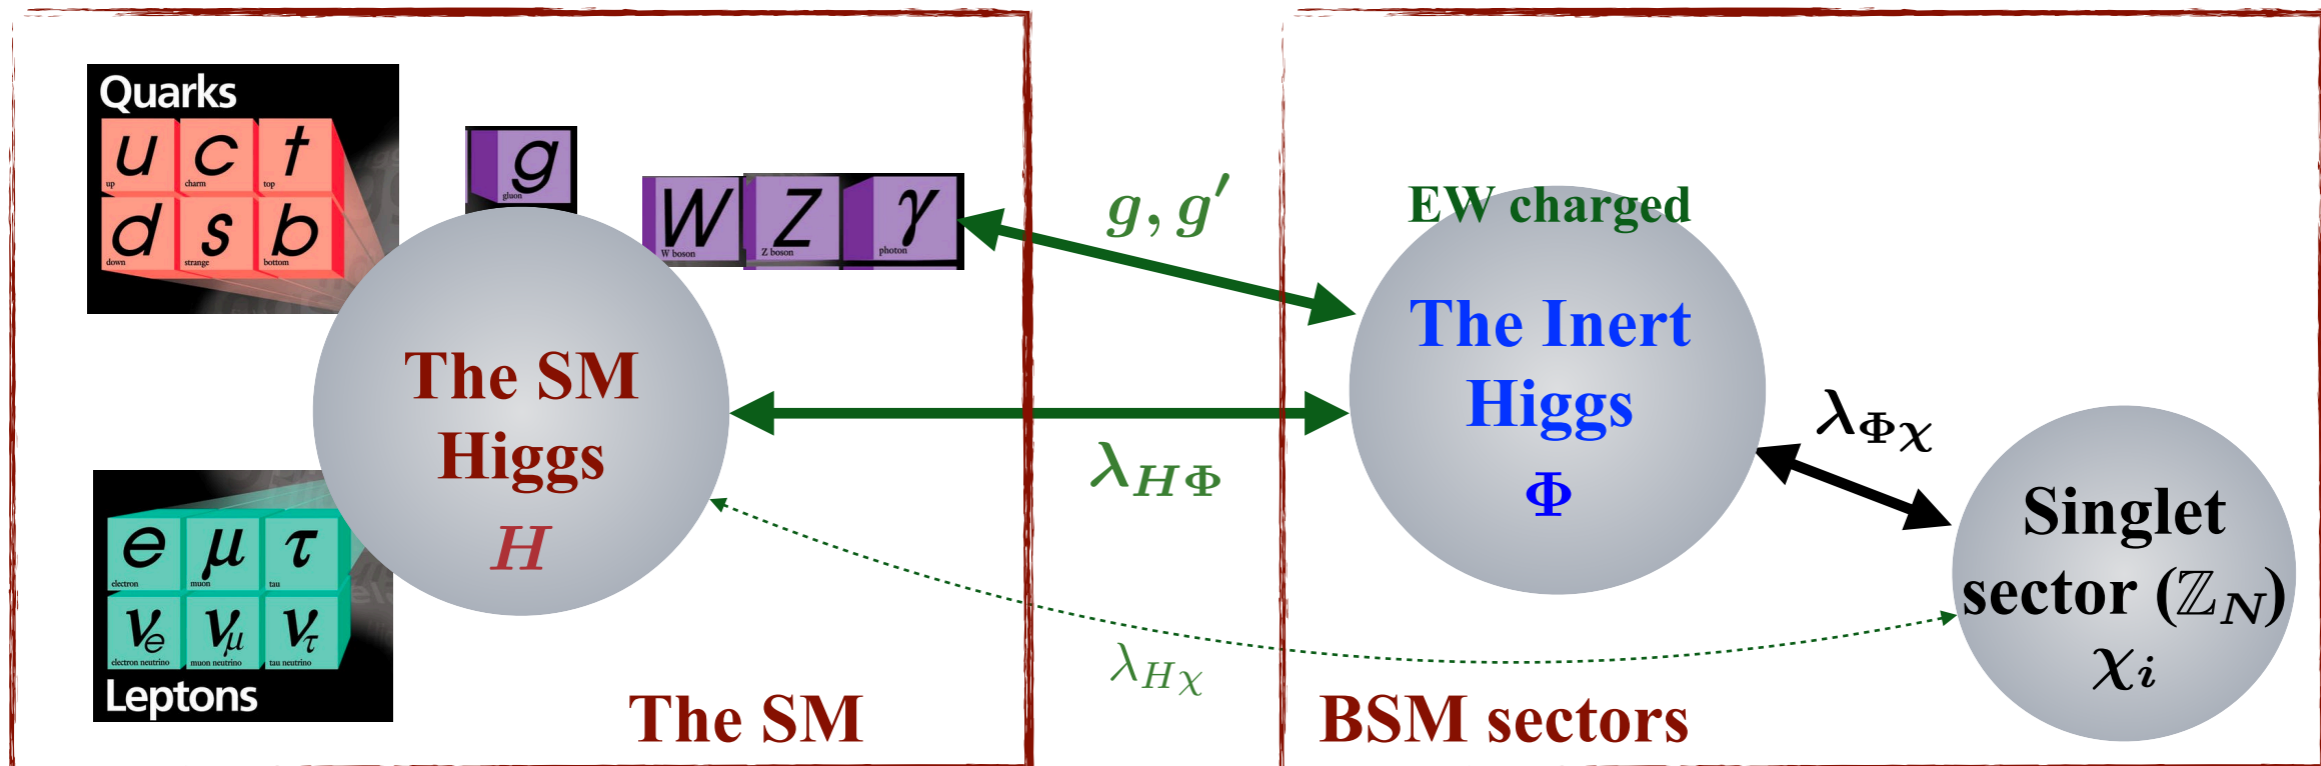 Quarks
u c t
up charm top
d s b
down strange bottom
g
gluon
W Z γ
W boson Z boson photon
The SM
Higgs
H
e μ τ
electron muon tau
νe νμ ντ
electron neutrino muon neutrino tau neutrino
Leptons
The SM
g, g′
λHΦ
λHχ
EW charged
The Inert
Higgs
Φ
λΦχ
Singlet
sector (ℤN)
χi
BSM sectors